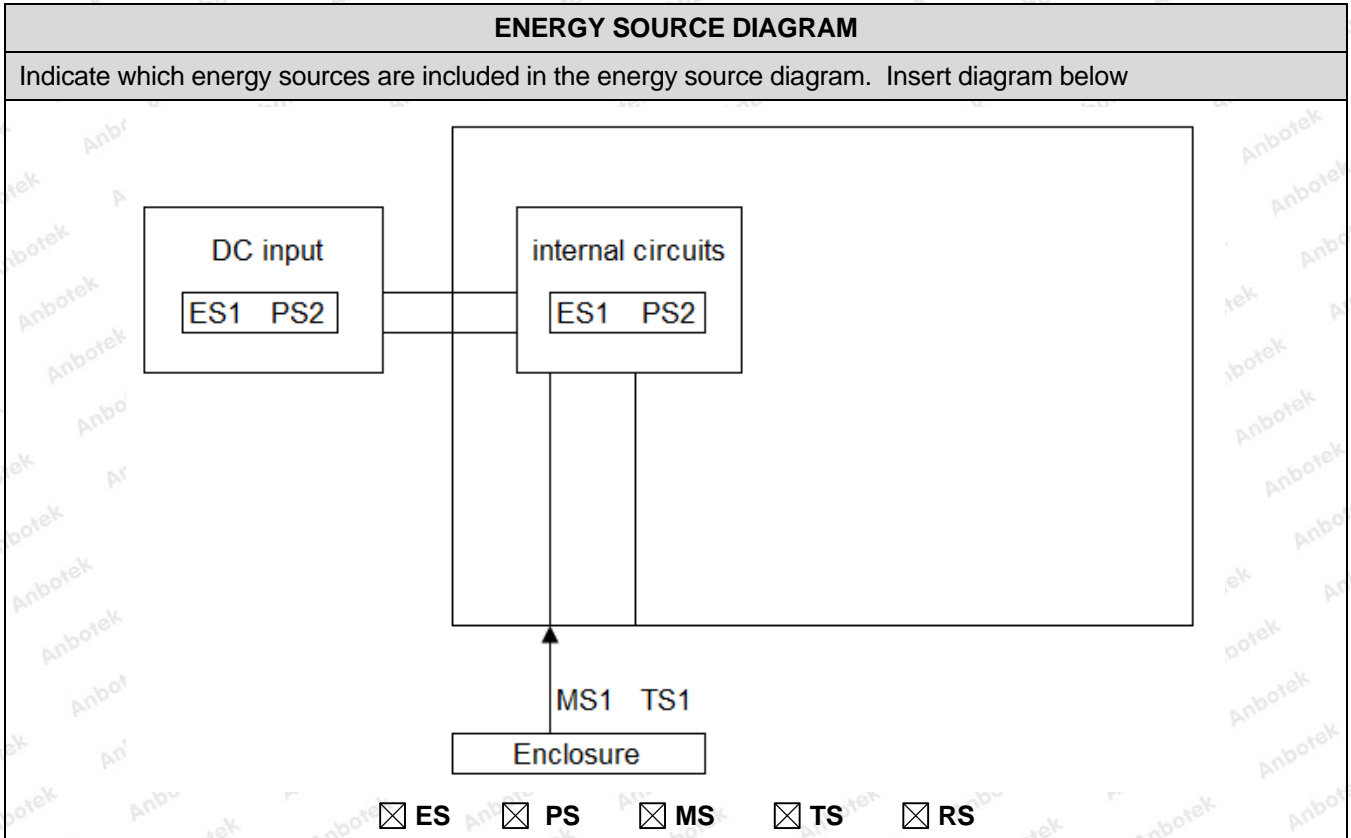 ENERGY SOURCE DIAGRAM
Indicate which energy sources are included in the energy source diagram. Insert diagram below
DC input
ES1 PS2
internal circuits
ES1 PS2
MS1 TS1
Enclosure
☒ ES ☒ PS ☒ MS ☒ TS ☒ RS
Anbotek